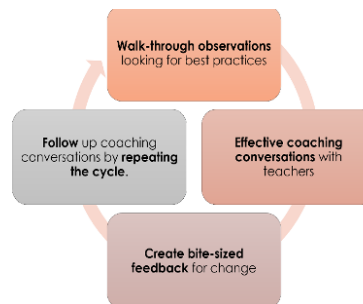 Walk-through observations
looking for best practices
Effective coaching
conversations with
teachers
Create bite-sized
feedback for change
Follow up coaching
conversations by repeating
the cycle.